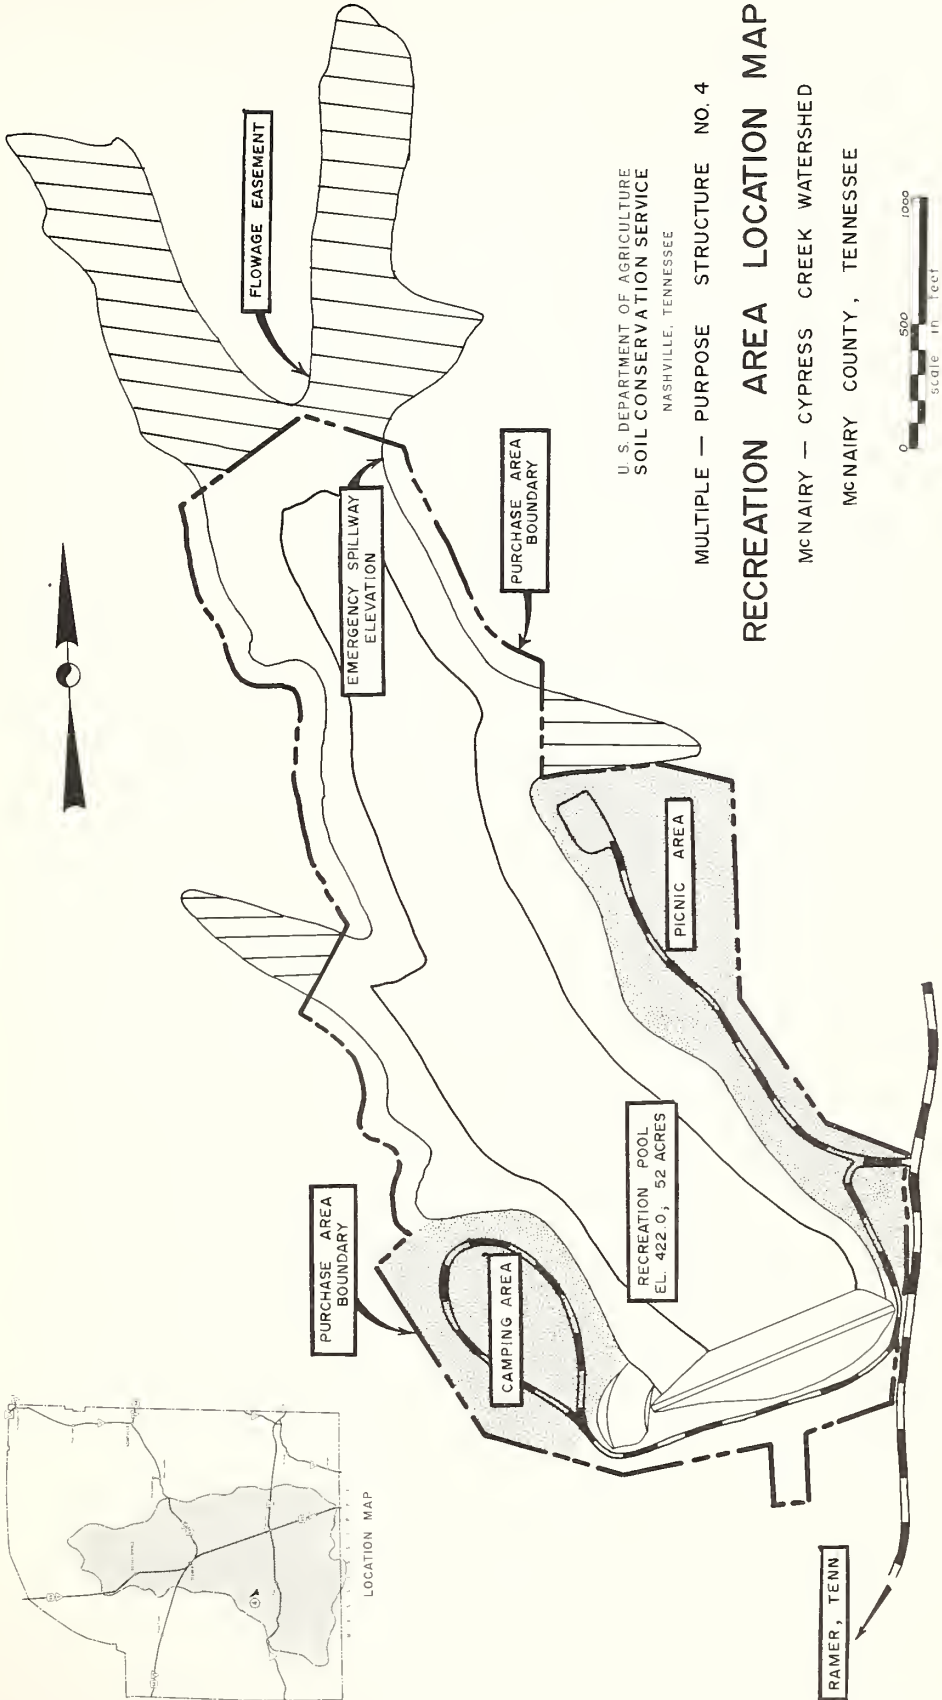 FLOWAGE EASEMENT
EMERGENCY SPILLWAY
ELEVATION
PURCHASE AREA
BOUNDARY
PICNIC AREA
RECREATION POOL
EL. 422.0, 52 ACRES
PURCHASE AREA
BOUNDARY
CAMPING AREA
RAMER, TENN
LOCATION MAP
U. S. DEPARTMENT OF AGRICULTURE
SOIL CONSERVATION SERVICE
NASHVILLE, TENNESSEE
MULTIPLE — PURPOSE STRUCTURE NO. 4
RECREATION AREA LOCATION MAP
McNAIRY — CYPRESS CREEK WATERSHED
McNAIRY COUNTY, TENNESSEE
0 500 1000
scale in feet
4